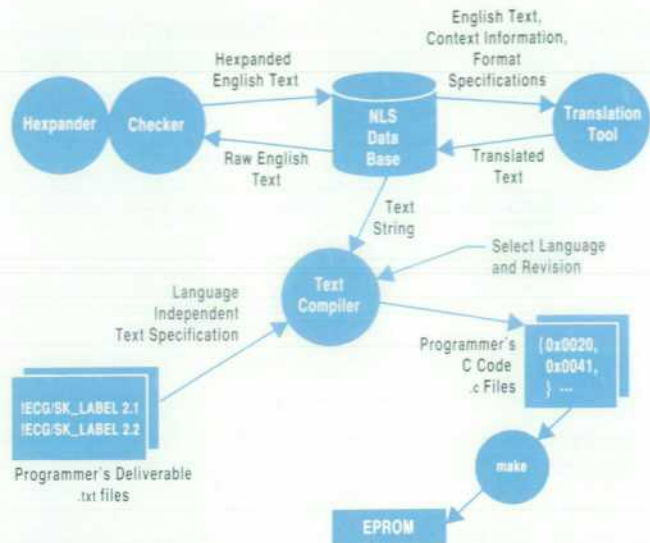 English Text,
Context Information,
Format
Specifications
Hexpanded
English Text
Hexpander
Checker
NLS
Data
Base
Translation
Tool
Raw English
Text
Translated
Text
Text
String
Select Language
and Revision
Text
Compiler
Language
Independent
Text Specification
Programmer's
C Code
.c Files
{0x0020,
0x0041,
} ...
!ECG/SK_LABEL 2.1
!ECG/SK_LABEL 2.2
Programmer's Deliverable
.txt files
make
EPROM